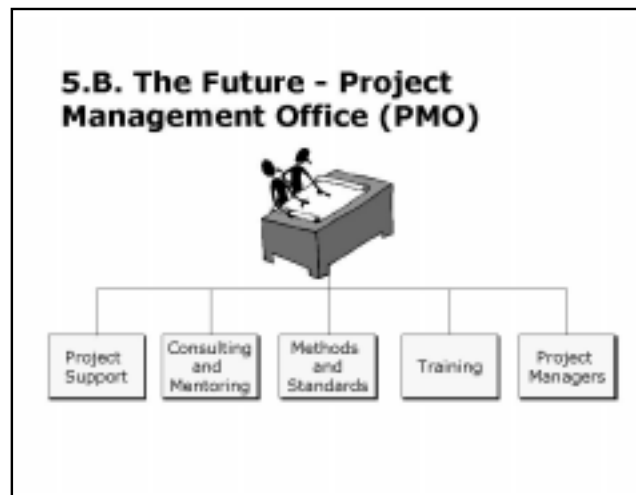 5.B. The Future - Project
Management Office (PMO)
Project
Support
Consulting
and
Mentoring
Methods
and
Standards
Training
Project
Managers